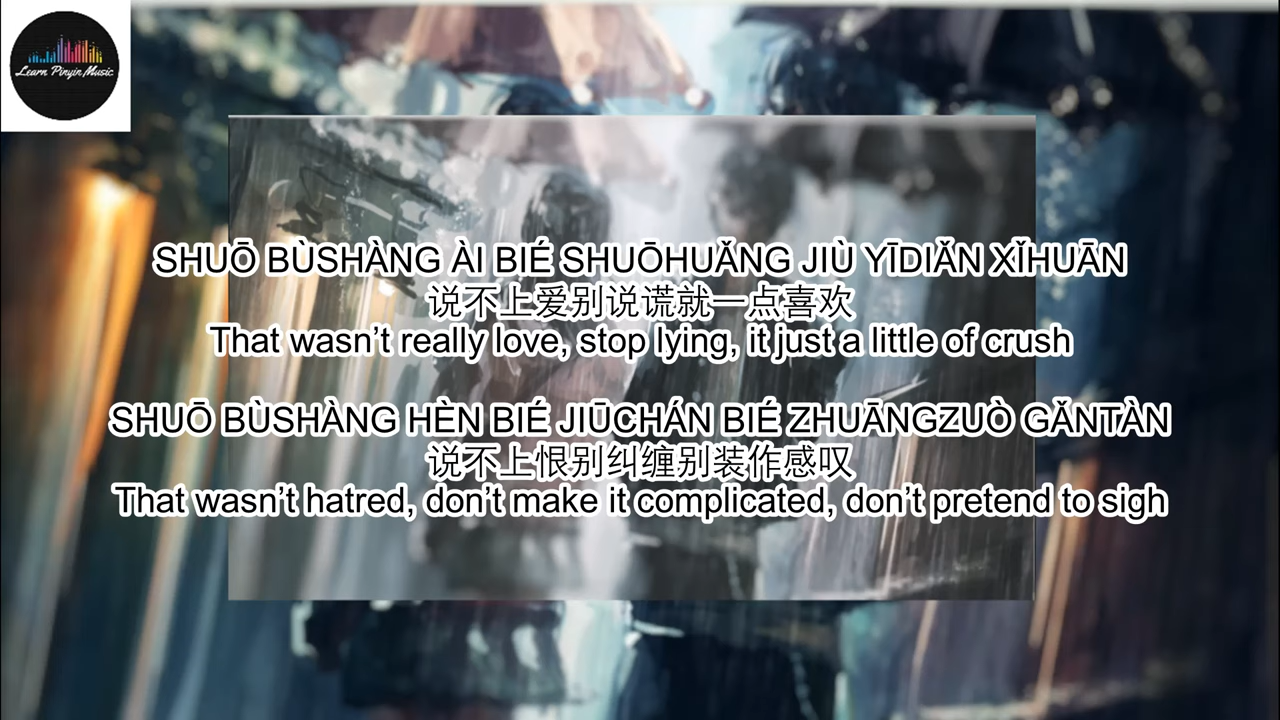 Learn Pinyin Music
SHUŌ BÙSHÀNG ÀI BIÉ SHUŌHUǍNG JIÙ YĪDIǍN XǏHUĀN
说不上爱别说谎就一点喜欢
That wasn’t really love, stop lying, it just a little of crush
SHUŌ BÙSHÀNG HÈN BIÉ JIŪCHÁN BIÉ ZHUĀNGZUÒ GǍNTÀN
说不上恨别纠缠别装作感叹
That wasn’t hatred, don’t make it complicated, don’t pretend to sigh